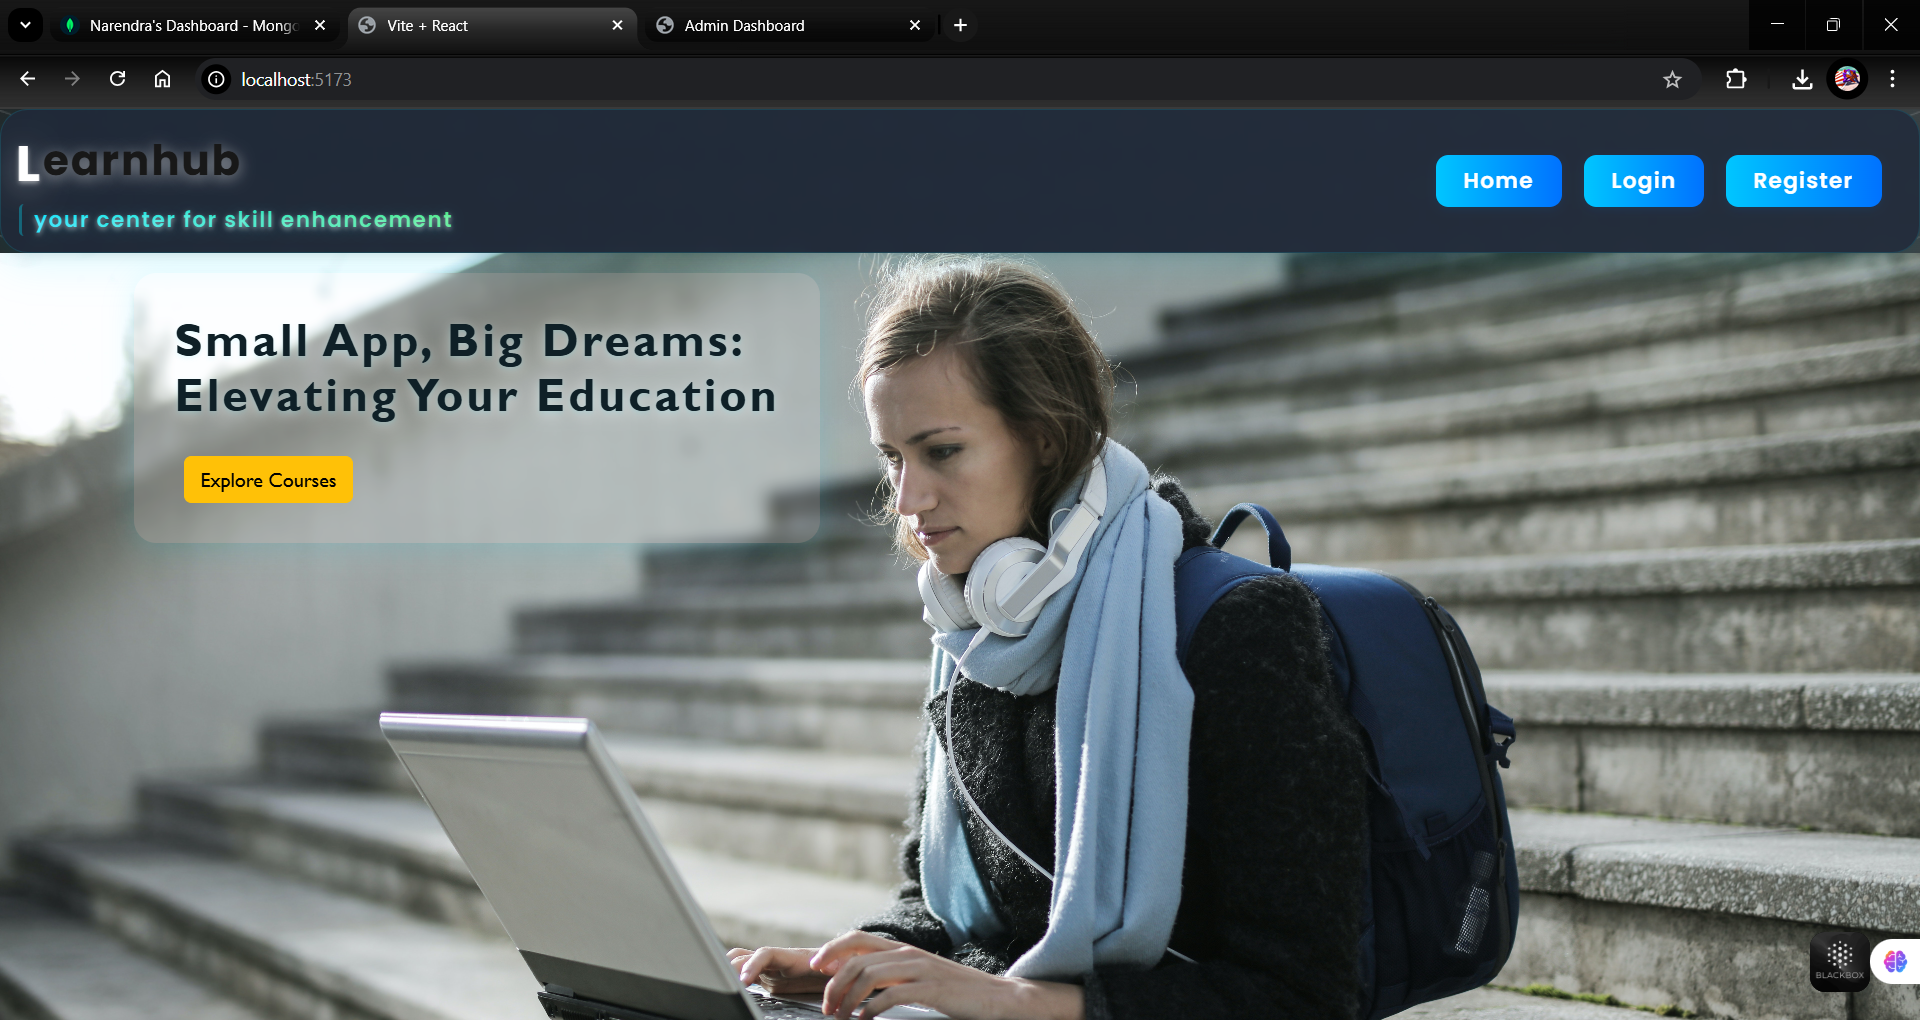 Narendra's Dashboard - Mongo
Vite + React
Admin Dashboard
localhost:5173
Learnhub
your center for skill enhancement
Home
Login
Register
Small App, Big Dreams:
Elevating Your Education
Explore Courses
BLACKBOX